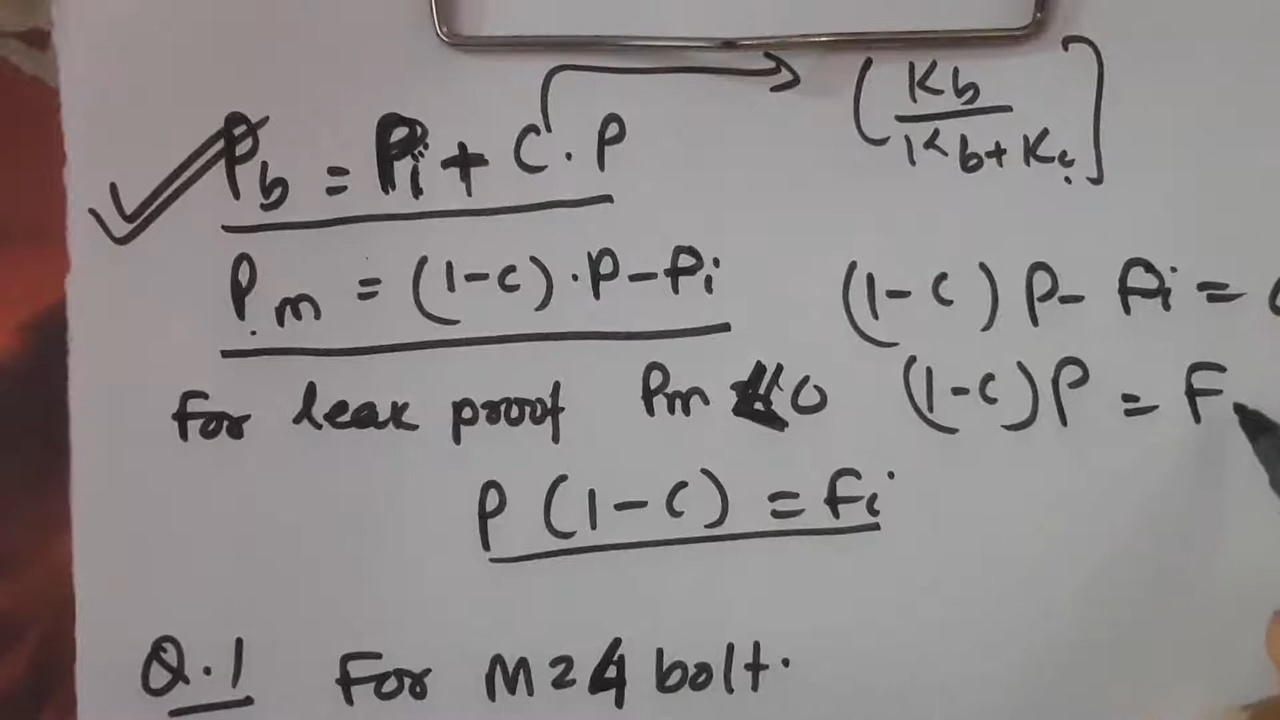 Pb = Pi + C . P [Kb / Kb + Kc]
Pm = (1-C) . P - Pi
(1-C) P - Pi =
For leak proof Pm 0
(1-C) P = F
P (1-C) = Fi
Q.1 For M24 bolt.